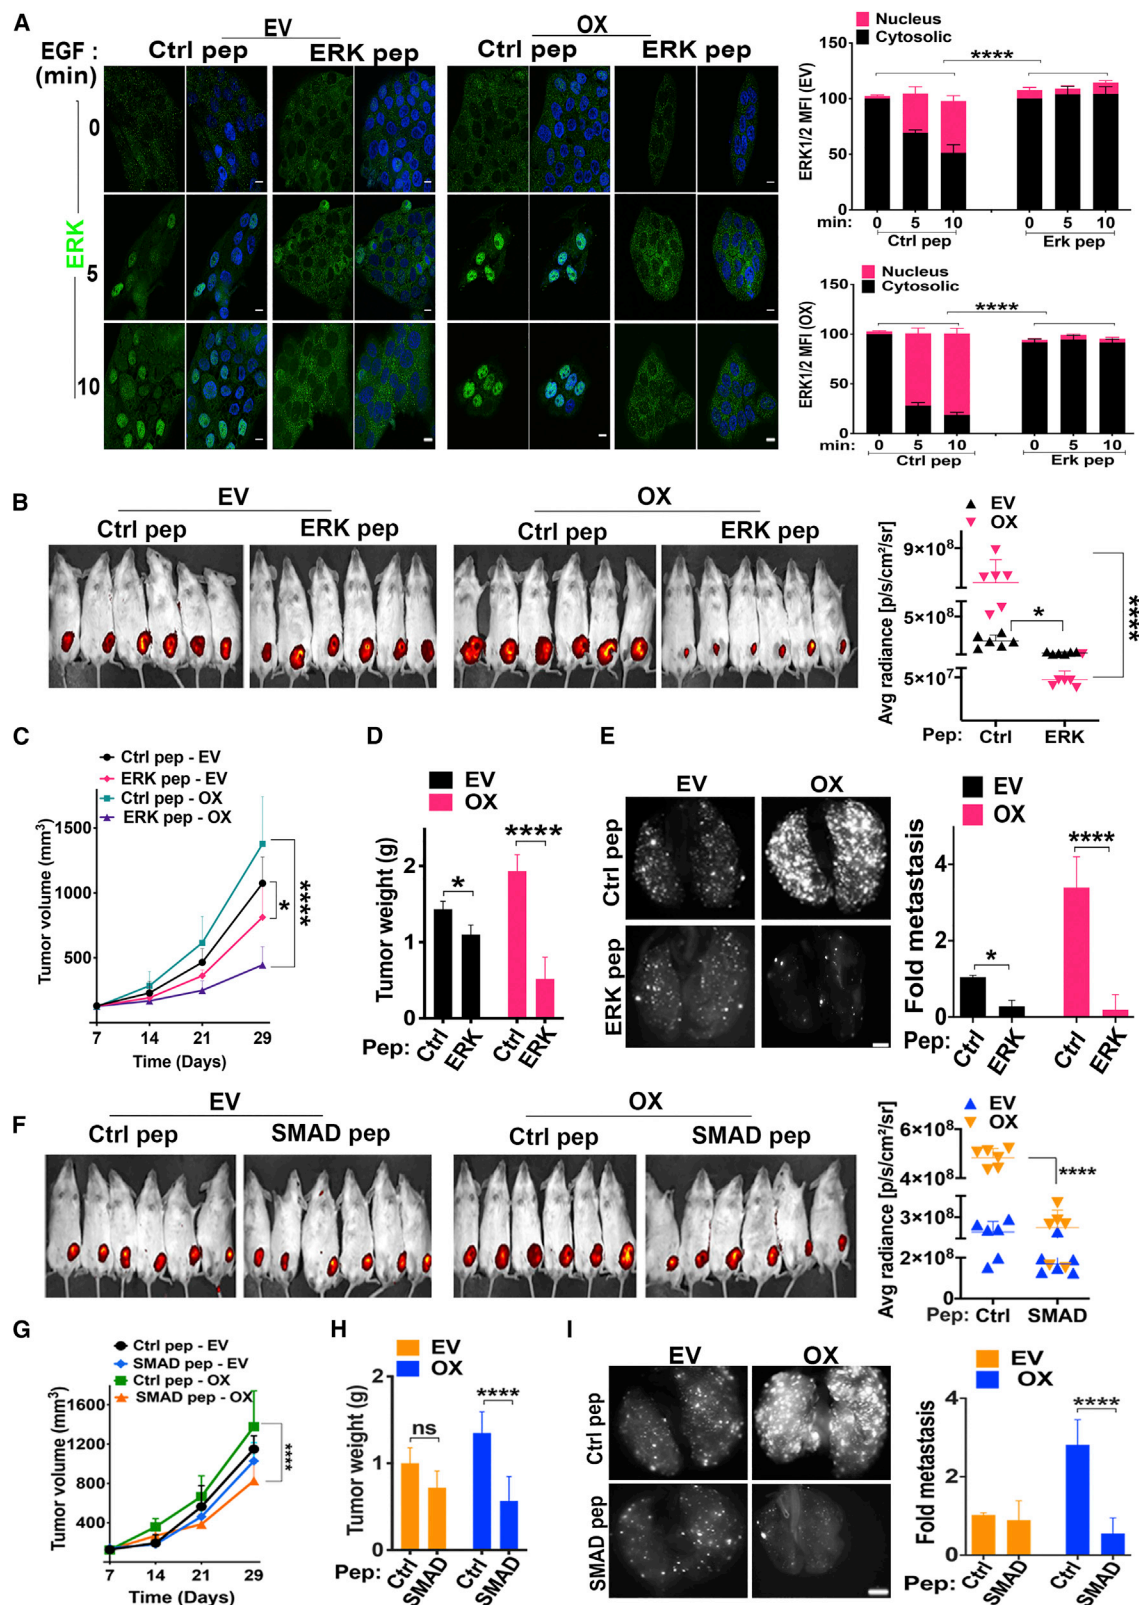 A
EV
OX
EGF :
(min)
Ctrl pep
ERK pep
Ctrl pep
ERK pep
ERK
0
5
10
Nucleus
Cytosolic
ERK1/2 MFI (EV)
150
100
50
0
****
min: 0 5 10 0 5 10
Ctrl pep
Erk pep
Nucleus
Cytosolic
ERK1/2 MFI (OX)
150
100
50
0
****
min: 0 5 10 0 5 10
Ctrl pep
Erk pep
B
EV
OX
Ctrl pep
ERK pep
Ctrl pep
ERK pep
EV
OX
Avg radiance [p/s/cm²/sr]
9×10⁸
5×10⁸
5×10⁷
*
****
Pep: Ctrl ERK
C
Ctrl pep - EV
ERK pep - EV
Ctrl pep - OX
ERK pep - OX
Tumor volume (mm³)
1500
1000
500
*
****
7 14 21 29
Time (Days)
D
EV
OX
Tumor weight (g)
2
1
0
*
****
Pep: Ctrl ERK Ctrl ERK
E
EV
OX
Ctrl pep
ERK pep
EV
OX
Fold metastasis
4
2
0
*
****
Pep: Ctrl ERK Ctrl ERK
F
EV
OX
Ctrl pep
SMAD pep
Ctrl pep
SMAD pep
EV
OX
Avg radiance [p/s/cm²/sr]
6×10⁸
4×10⁸
3×10⁸
2×10⁸
0
****
Pep: Ctrl SMAD
G
Ctrl pep - EV
SMAD pep - EV
Ctrl pep - OX
SMAD pep - OX
Tumor volume (mm³)
1600
1200
800
400
****
7 14 21 29
Time (Days)
H
EV
OX
Tumor weight (g)
2
1
0
ns
****
Pep: Ctrl SMAD Ctrl SMAD
I
EV
OX
Ctrl pep
SMAD pep
EV
OX
Fold metastasis
4
2
0
****
Pep: Ctrl SMAD Ctrl SMAD